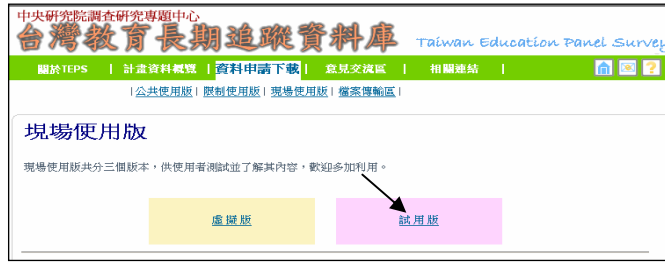 中央研究院調查研究專題中心
台灣教育長期追蹤資料庫 Taiwan Education Panel Survey
關於TEPS | 計畫資料概覽 | 資料申請下載 | 意見交流區 | 相關連結 |
| 公共使用版 | 限制使用版 | 現場使用版 | 檔案傳輸區 |
現場使用版
現場使用版共分三個版本，供使用者測試並了解其內容，歡迎多加利用。
虛擬版 試用版